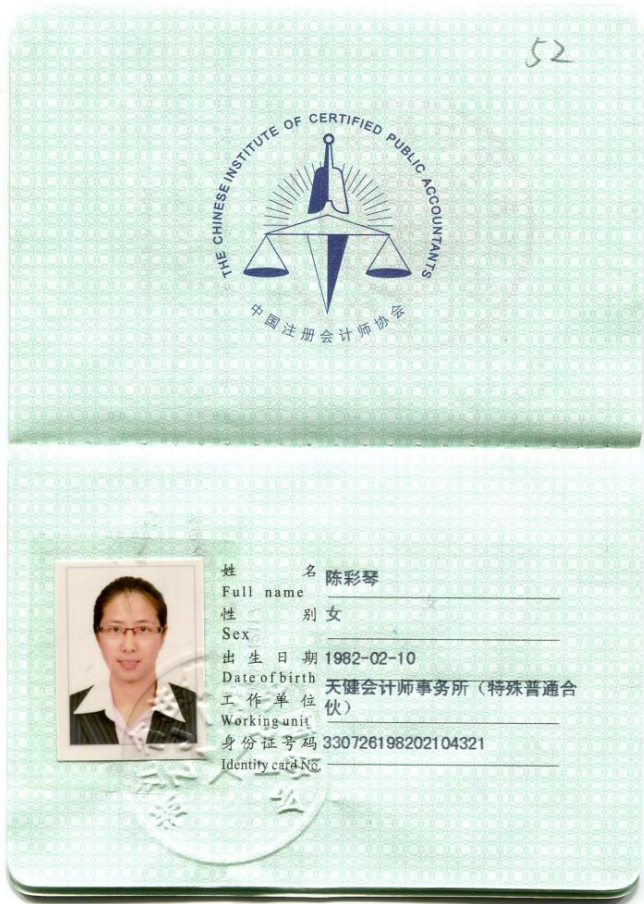 52
THE CHINESE INSTITUTE OF CERTIFIED PUBLIC ACCOUNTANTS
中国注册会计师协会
姓 名 陈彩琴
Full name
性 别 女
Sex
出生日期 1982-02-10
Date of birth
工作单位 天健会计师事务所（特殊普通合
伙）
Working unit
身份证号码 330726198202104321
Identity card No.